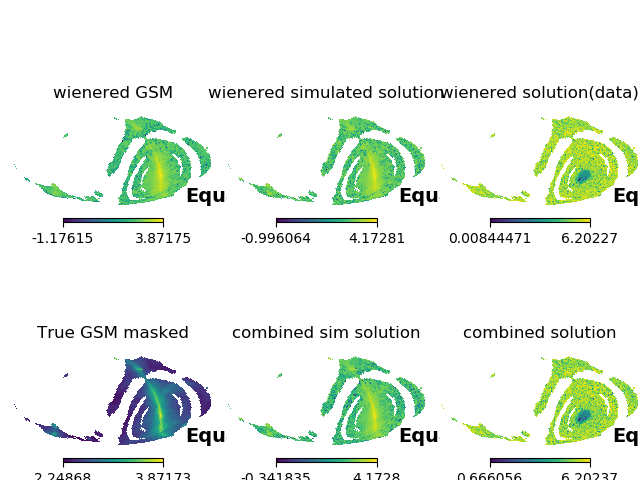 wienered GSM
wienered simulated solution
wienered solution(data)
Equ
Equ
Eq
-1.17615 3.87175
-0.996064 4.17281
0.00844471 6.20227
True GSM masked
combined sim solution
combined solution
Equ
Equ
Eq
2.24868 3.87173
-0.341835 4.1728
0.666056 6.20237